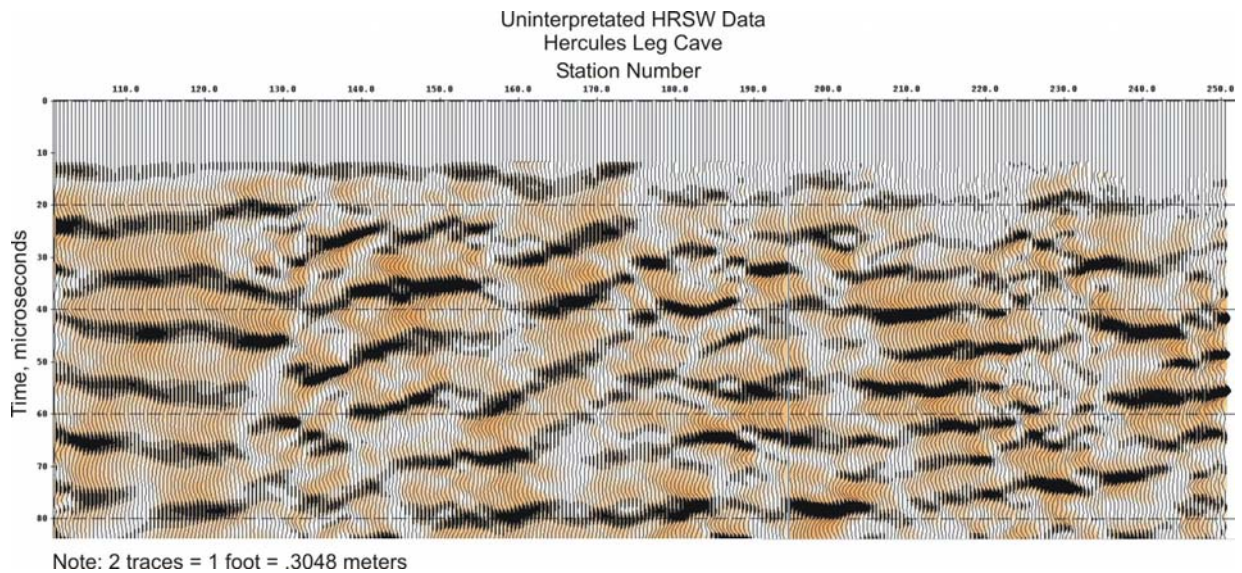 Uninterpretated HRSW Data
Hercules Leg Cave
Station Number
110.0 120.0 130.0 140.0 150.0 160.0 170.0 180.0 190.0 200.0 210.0 220.0 230.0 240.0 250.0
0
10
20
30
40
50
60
70
80
Time, microseconds
Note: 2 traces = 1 foot = .3048 meters